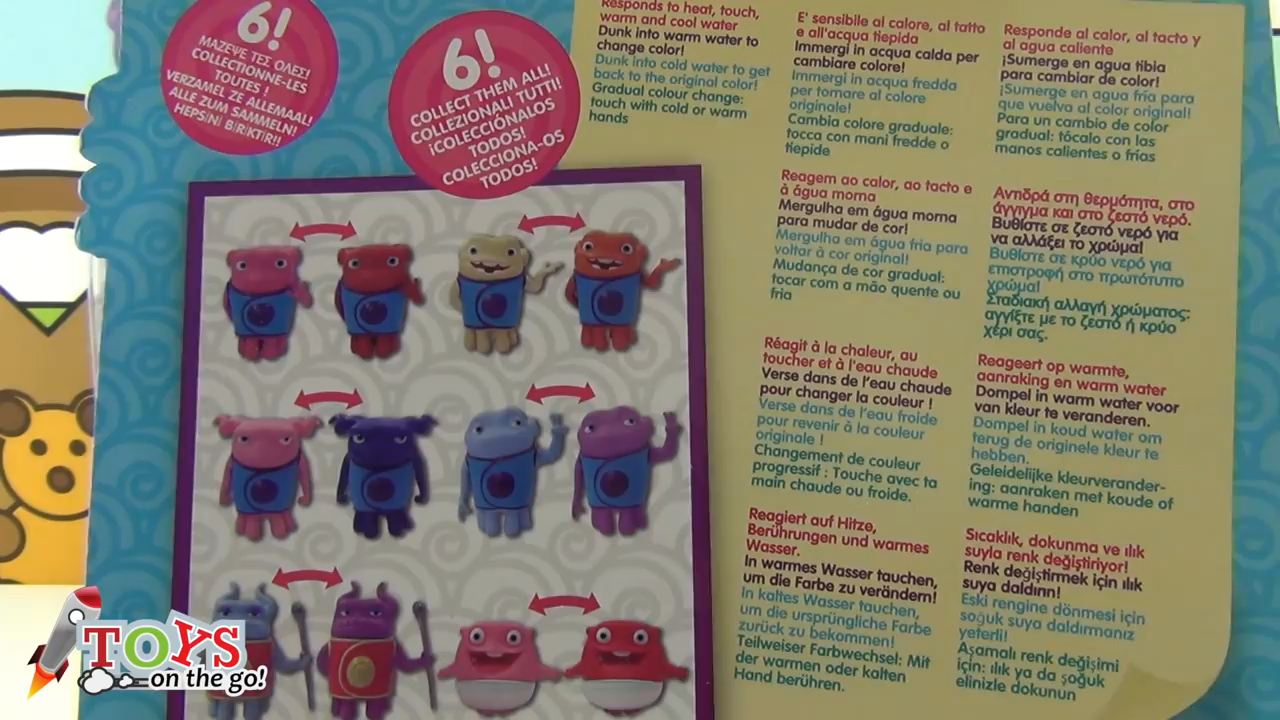 6!
ΜΑΖΕΨΕ ΤΕΣ ΟΛΕΣ!
COLLECTIONNE-LES
TOUTES !
VERZAMEL ZE ALLEMAAL!
ALLE ZUM SAMMELN!
HEPSİNİ BİRİKTİR!!
6!
COLLECT THEM ALL!
COLLEZIONALI TUTTI!
¡COLECCIÓNALOS
TODOS!
COLECCIONA-OS
TODOS!
Responds to heat, touch,
warm and cool water
Dunk into warm water to
change color!
Dunk into cold water to get
back to the original color!
Gradual colour change:
touch with cold or warm
hands
E' sensibile al calore, al tatto
e all'acqua tiepida
Immergi in acqua calda per
cambiare colore!
Immergi in acqua fredda
per tornare al colore
originale!
Cambia colore graduale:
tocca con mani fredde o
tiepide
Responde al calor, al tacto y
al agua caliente
¡Sumerge en agua tibia
para cambiar de color!
¡Sumerge en agua fría para
que vuelva al color original!
Para un cambio de color
gradual: tócalo con las
manos calientes o frías
Reagem ao calor, ao tacto e
à água morna
Mergulha em água morna
para mudar de cor!
Mergulha em água fria para
voltar à cor original!
Mudança de cor gradual:
tocar com a mão quente ou
fria
Αντιδρά στη θερμότητα, στο
άγγιγμα και στο ζεστό νερό.
Βυθίστε σε ζεστό νερό για
να αλλάξει το χρώμα!
Βυθίστε σε κρύο νερό για
επιστροφή στο πρωτότυπο
χρώμα!
Σταδιακή αλλαγή χρώματος:
αγγίξτε με το ζεστό ή κρύο
χέρι σας.
Réagit à la chaleur, au
toucher et à l'eau chaude
Verse dans de l'eau chaude
pour changer la couleur !
Verse dans de l'eau froide
pour revenir à la couleur
originale !
Changement de couleur
progressif : Touche avec ta
main chaude ou froide.
Reageert op warmte,
aanraking en warm water
Dompel in warm water voor
van kleur te veranderen.
Dompel in koud water om
terug de originele kleur te
hebben.
Geleidelijke kleurverander-
ing: aanraken met koude of
warme handen
Reagiert auf Hitze,
Berührungen und warmes
Wasser.
In warmes Wasser tauchen,
um die Farbe zu verändern!
In kaltes Wasser tauchen,
um die ursprüngliche Farbe
zurück zu bekommen!
Teilweiser Farbwechsel: Mit
der warmen oder kalten
Hand berühren.
Sıcaklık, dokunma ve ılık
suyla renk değiştiriyor!
Renk değiştirmek için ılık
suya daldırın!
Eski rengine dönmesi için
soğuk suya daldırmanız
yeterli!
Aşamalı renk değişimi
için: ılık ya da soğuk
elinizle dokunun
TOYS
on the go!